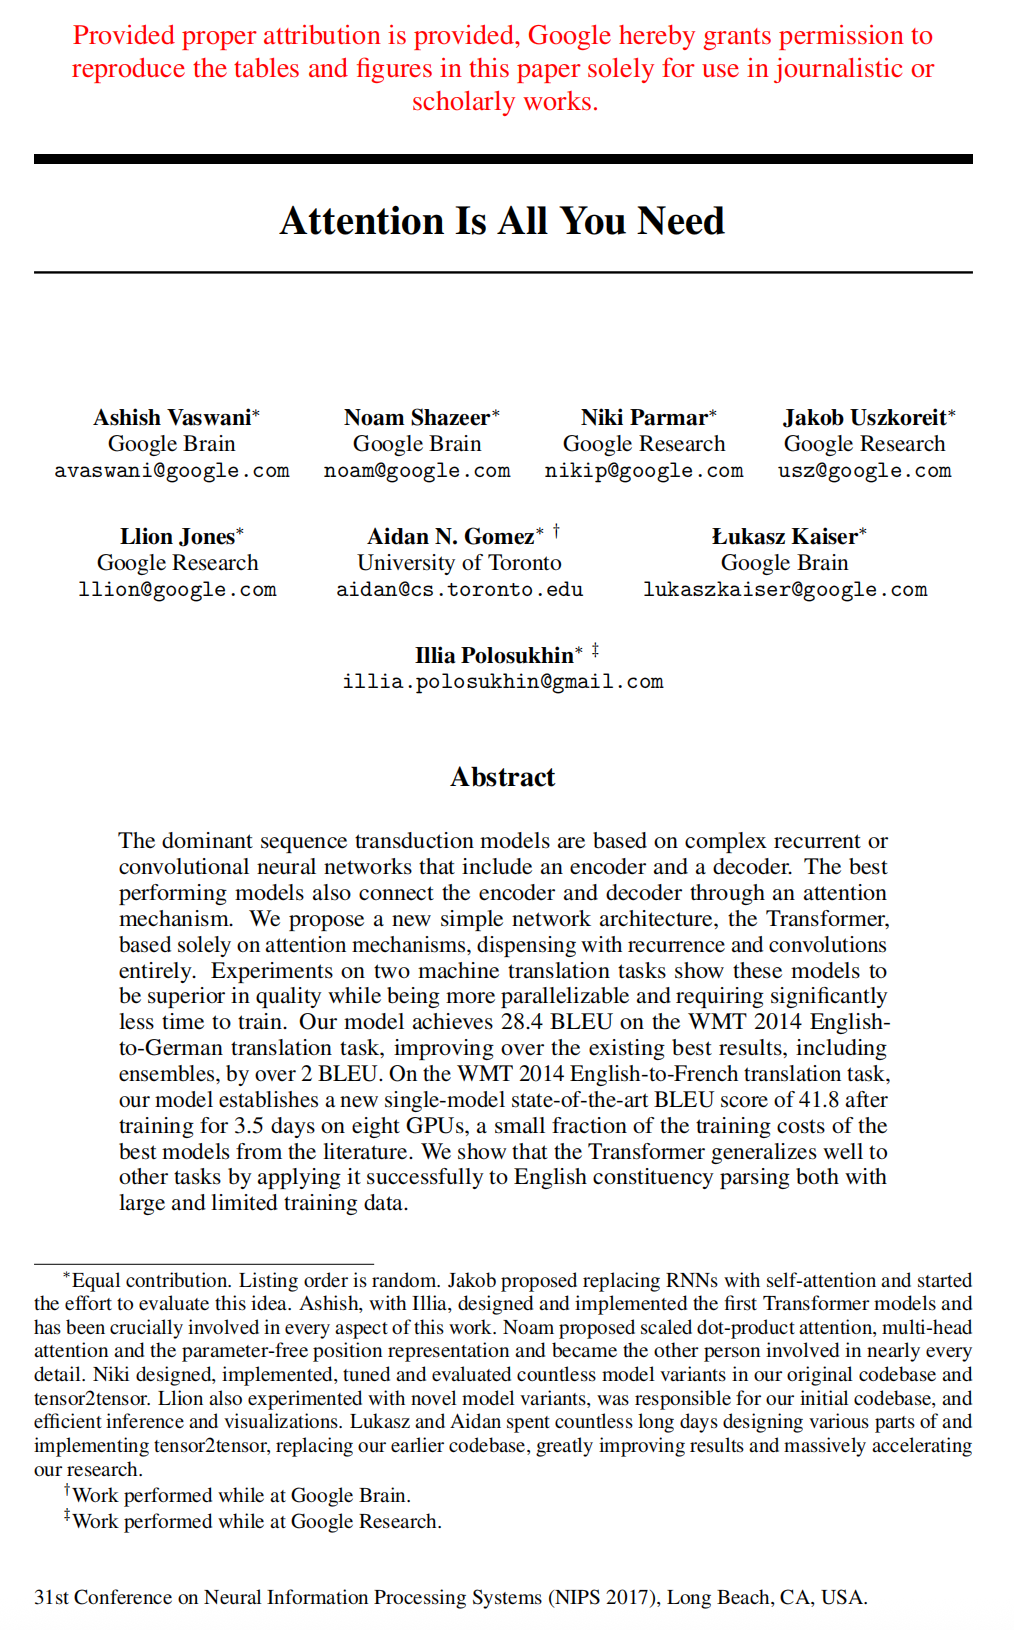 Provided proper attribution is provided, Google hereby grants permission to
reproduce the tables and figures in this paper solely for use in journalistic or
scholarly works.
Attention Is All You Need
Ashish Vaswani∗ Noam Shazeer∗ Niki Parmar∗ Jakob Uszkoreit∗
Google Brain Google Brain Google Research Google Research
avaswani@google.com noam@google.com nikip@google.com usz@google.com
Llion Jones∗ Aidan N. Gomez∗ † Łukasz Kaiser∗
Google Research University of Toronto Google Brain
llion@google.com aidan@cs.toronto.edu lukaszkaiser@google.com
Illia Polosukhin∗ ‡
illia.polosukhin@gmail.com
Abstract
The dominant sequence transduction models are based on complex recurrent or
convolutional neural networks that include an encoder and a decoder. The best
performing models also connect the encoder and decoder through an attention
mechanism. We propose a new simple network architecture, the Transformer,
based solely on attention mechanisms, dispensing with recurrence and convolutions
entirely. Experiments on two machine translation tasks show these models to
be superior in quality while being more parallelizable and requiring significantly
less time to train. Our model achieves 28.4 BLEU on the WMT 2014 English-
to-German translation task, improving over the existing best results, including
ensembles, by over 2 BLEU. On the WMT 2014 English-to-French translation task,
our model establishes a new single-model state-of-the-art BLEU score of 41.8 after
training for 3.5 days on eight GPUs, a small fraction of the training costs of the
best models from the literature. We show that the Transformer generalizes well to
other tasks by applying it successfully to English constituency parsing both with
large and limited training data.
∗Equal contribution. Listing order is random. Jakob proposed replacing RNNs with self-attention and started
the effort to evaluate this idea. Ashish, with Illia, designed and implemented the first Transformer models and
has been crucially involved in every aspect of this work. Noam proposed scaled dot-product attention, multi-head
attention and the parameter-free position representation and became the other person involved in nearly every
detail. Niki designed, implemented, tuned and evaluated countless model variants in our original codebase and
tensor2tensor. Llion also experimented with novel model variants, was responsible for our initial codebase, and
efficient inference and visualizations. Lukasz and Aidan spent countless long days designing various parts of and
implementing tensor2tensor, replacing our earlier codebase, greatly improving results and massively accelerating
our research.
†Work performed while at Google Brain.
‡Work performed while at Google Research.
31st Conference on Neural Information Processing Systems (NIPS 2017), Long Beach, CA, USA.